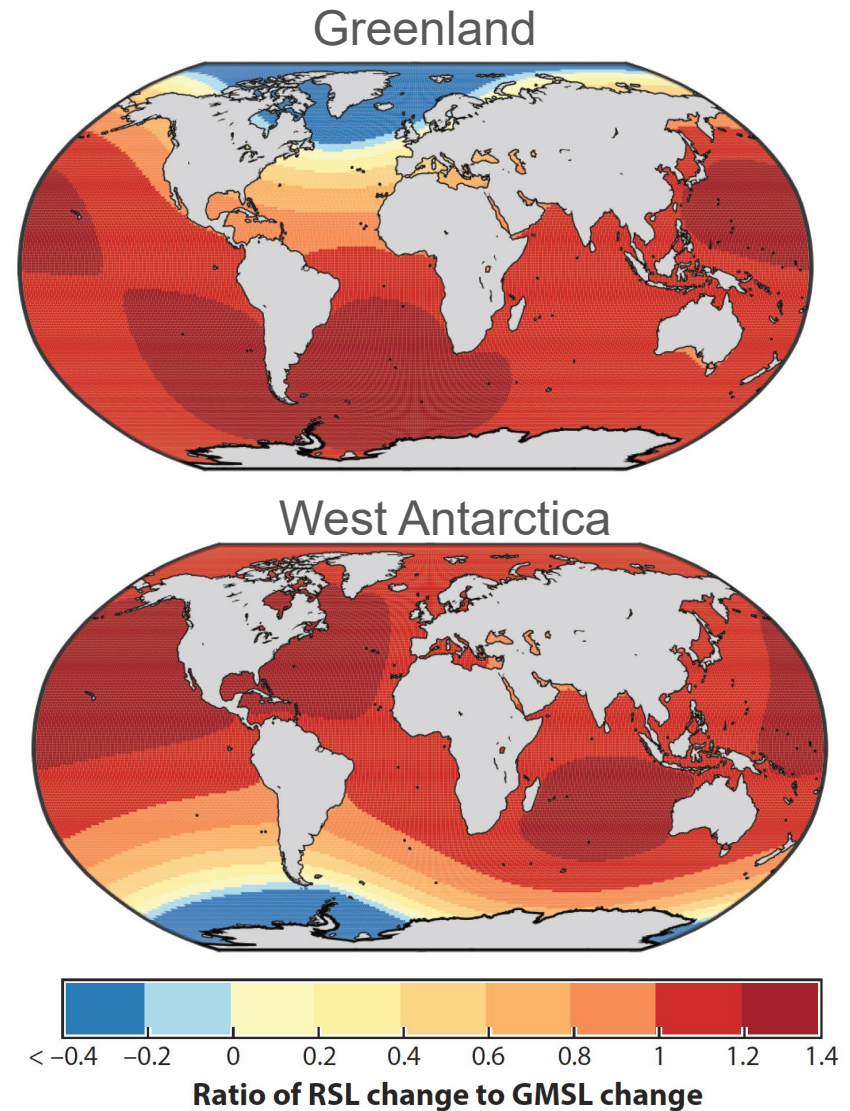 Greenland
West Antarctica
< −0.4 −0.2 0 0.2 0.4 0.6 0.8 1 1.2 1.4
Ratio of RSL change to GMSL change